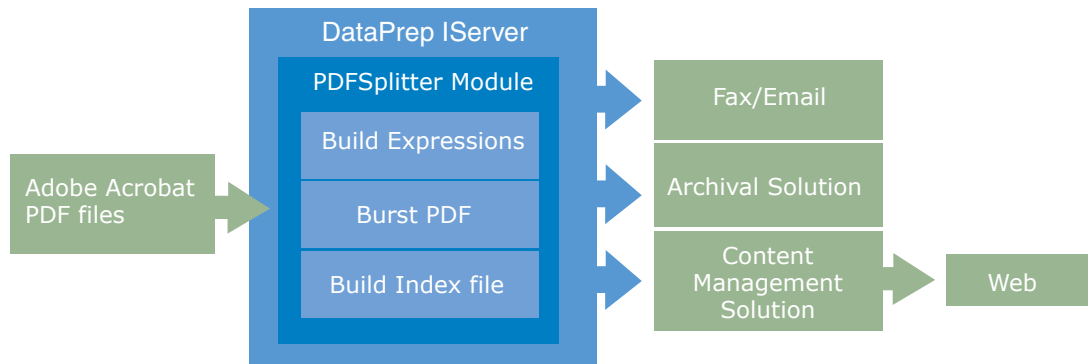 DataPrep IServer
PDFSplitter Module
Build Expressions
Burst PDF
Build Index file
Adobe Acrobat
PDF files
Fax/Email
Archival Solution
Content
Management
Solution
Web